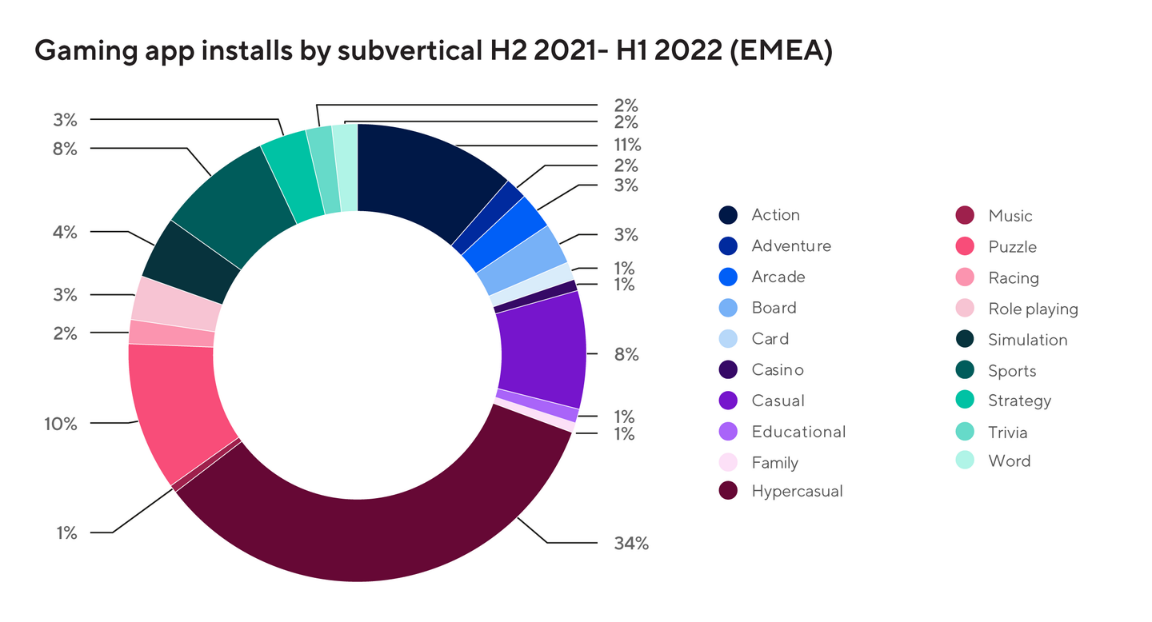 Gaming app installs by subvertical H2 2021- H1 2022 (EMEA)
2%
2%
11%
2%
3%
3%
1%
1%
8%
1%
1%
34%
3%
8%
4%
3%
2%
10%
1%
Action
Adventure
Arcade
Board
Card
Casino
Casual
Educational
Family
Hypercasual
Music
Puzzle
Racing
Role playing
Simulation
Sports
Strategy
Trivia
Word